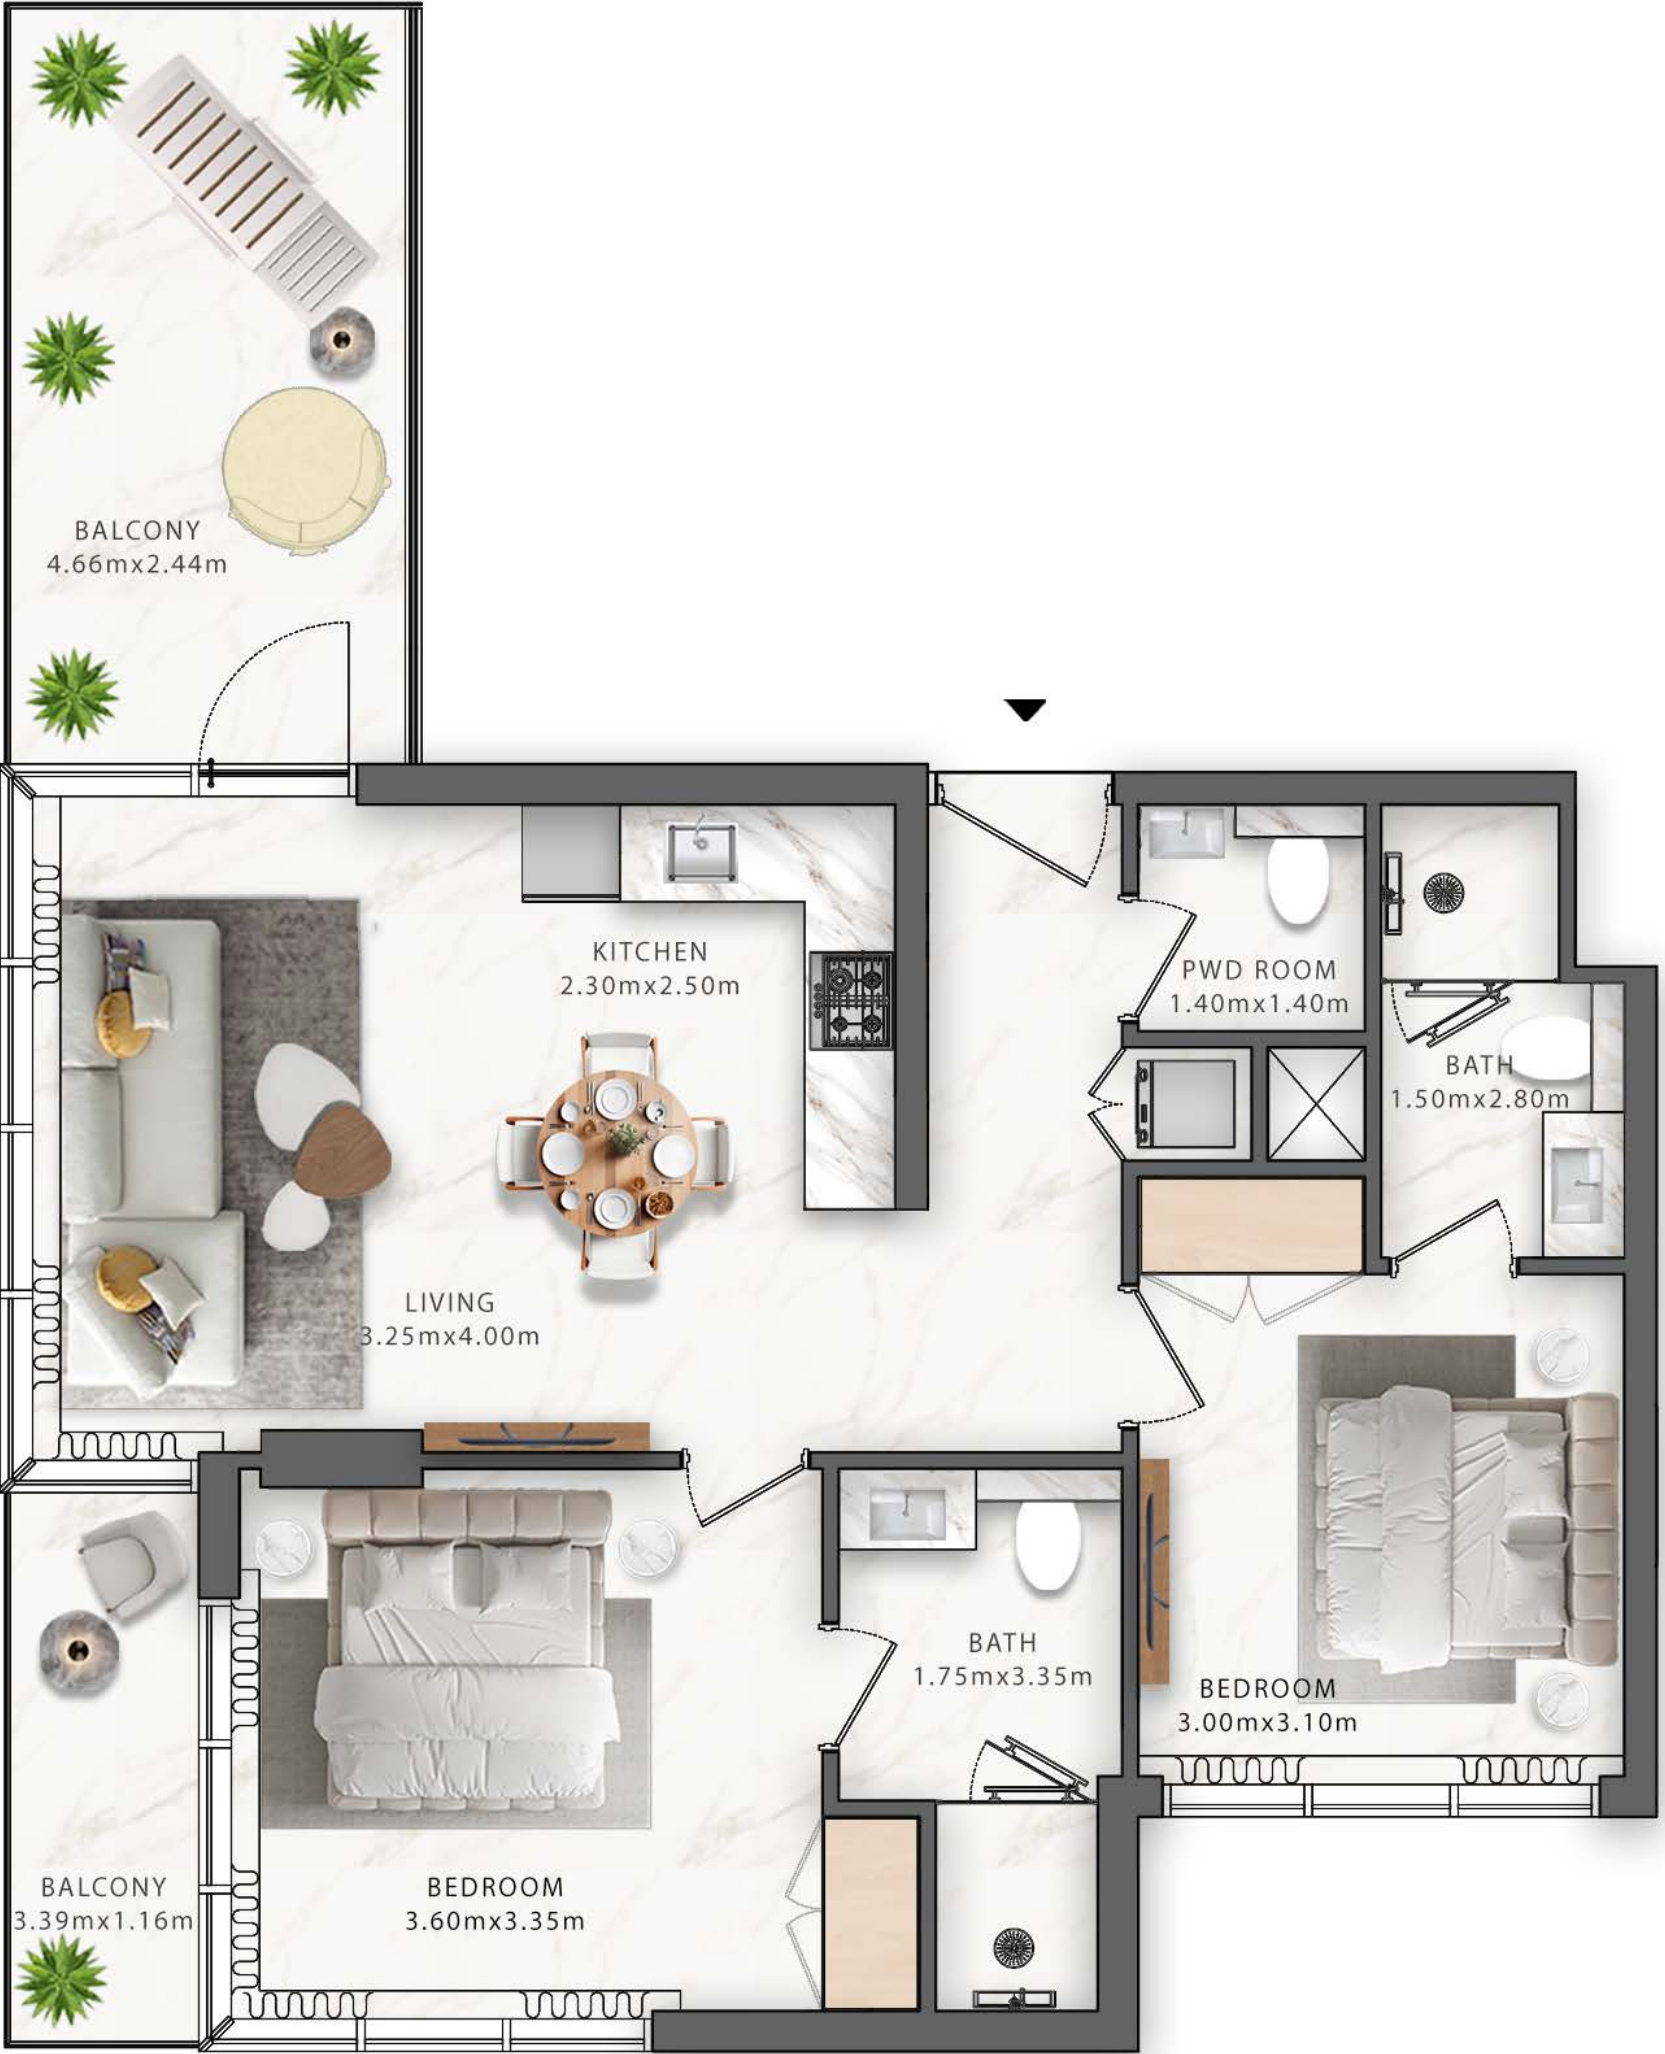 BALCONY
4.66mx2.44m
KITCHEN
2.30mx2.50m
PWD ROOM
1.40mx1.40m
BATH
1.50mx2.80m
LIVING
3.25mx4.00m
BATH
1.75mx3.35m
BEDROOM
3.00mx3.10m
BALCONY
3.39mx1.16m
BEDROOM
3.60mx3.35m